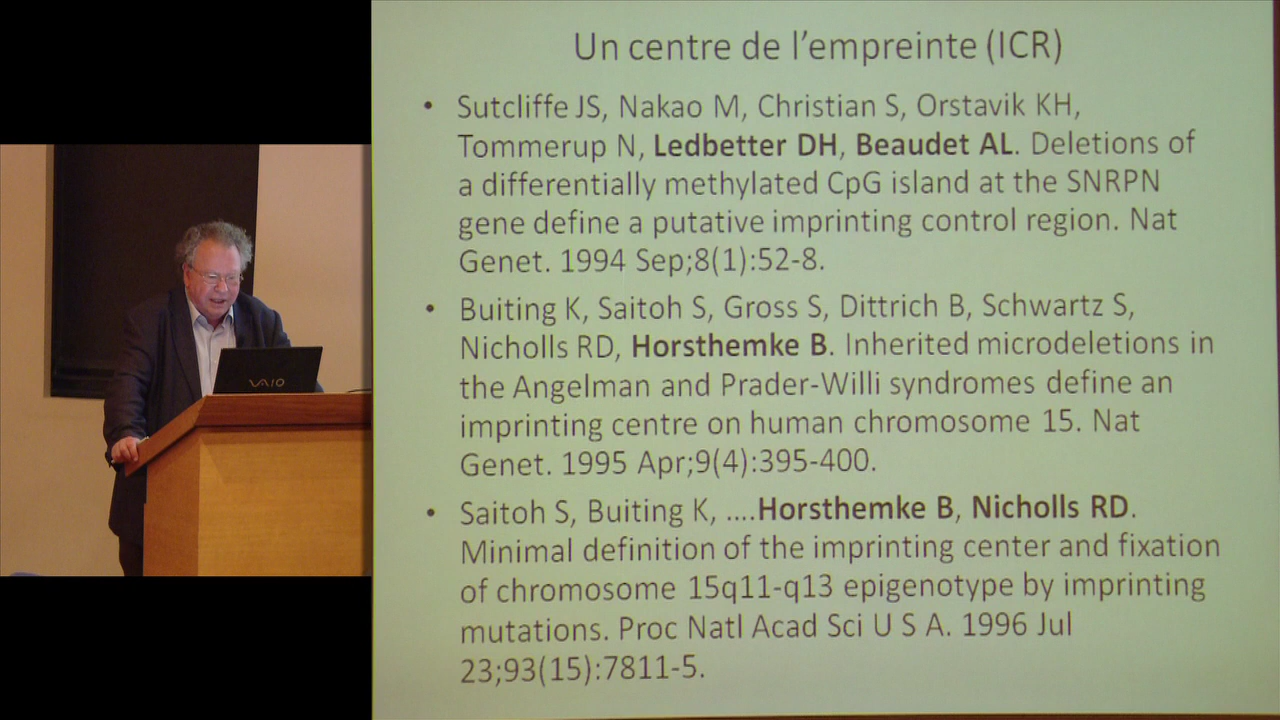 Un centre de l'empreinte (ICR)
• Sutcliffe JS, Nakao M, Christian S, Orstavik KH,
Tommerup N, Ledbetter DH, Beaudet AL. Deletions of
a differentially methylated CpG island at the SNRPN
gene define a putative imprinting control region. Nat
Genet. 1994 Sep;8(1):52-8.
• Buiting K, Saitoh S, Gross S, Dittrich B, Schwartz S,
Nicholls RD, Horsthemke B. Inherited microdeletions in
the Angelman and Prader-Willi syndromes define an
imprinting centre on human chromosome 15. Nat
Genet. 1995 Apr;9(4):395-400.
• Saitoh S, Buiting K, ....Horsthemke B, Nicholls RD.
Minimal definition of the imprinting center and fixation
of chromosome 15q11-q13 epigenotype by imprinting
mutations. Proc Natl Acad Sci U S A. 1996 Jul
23;93(15):7811-5.
VAIO